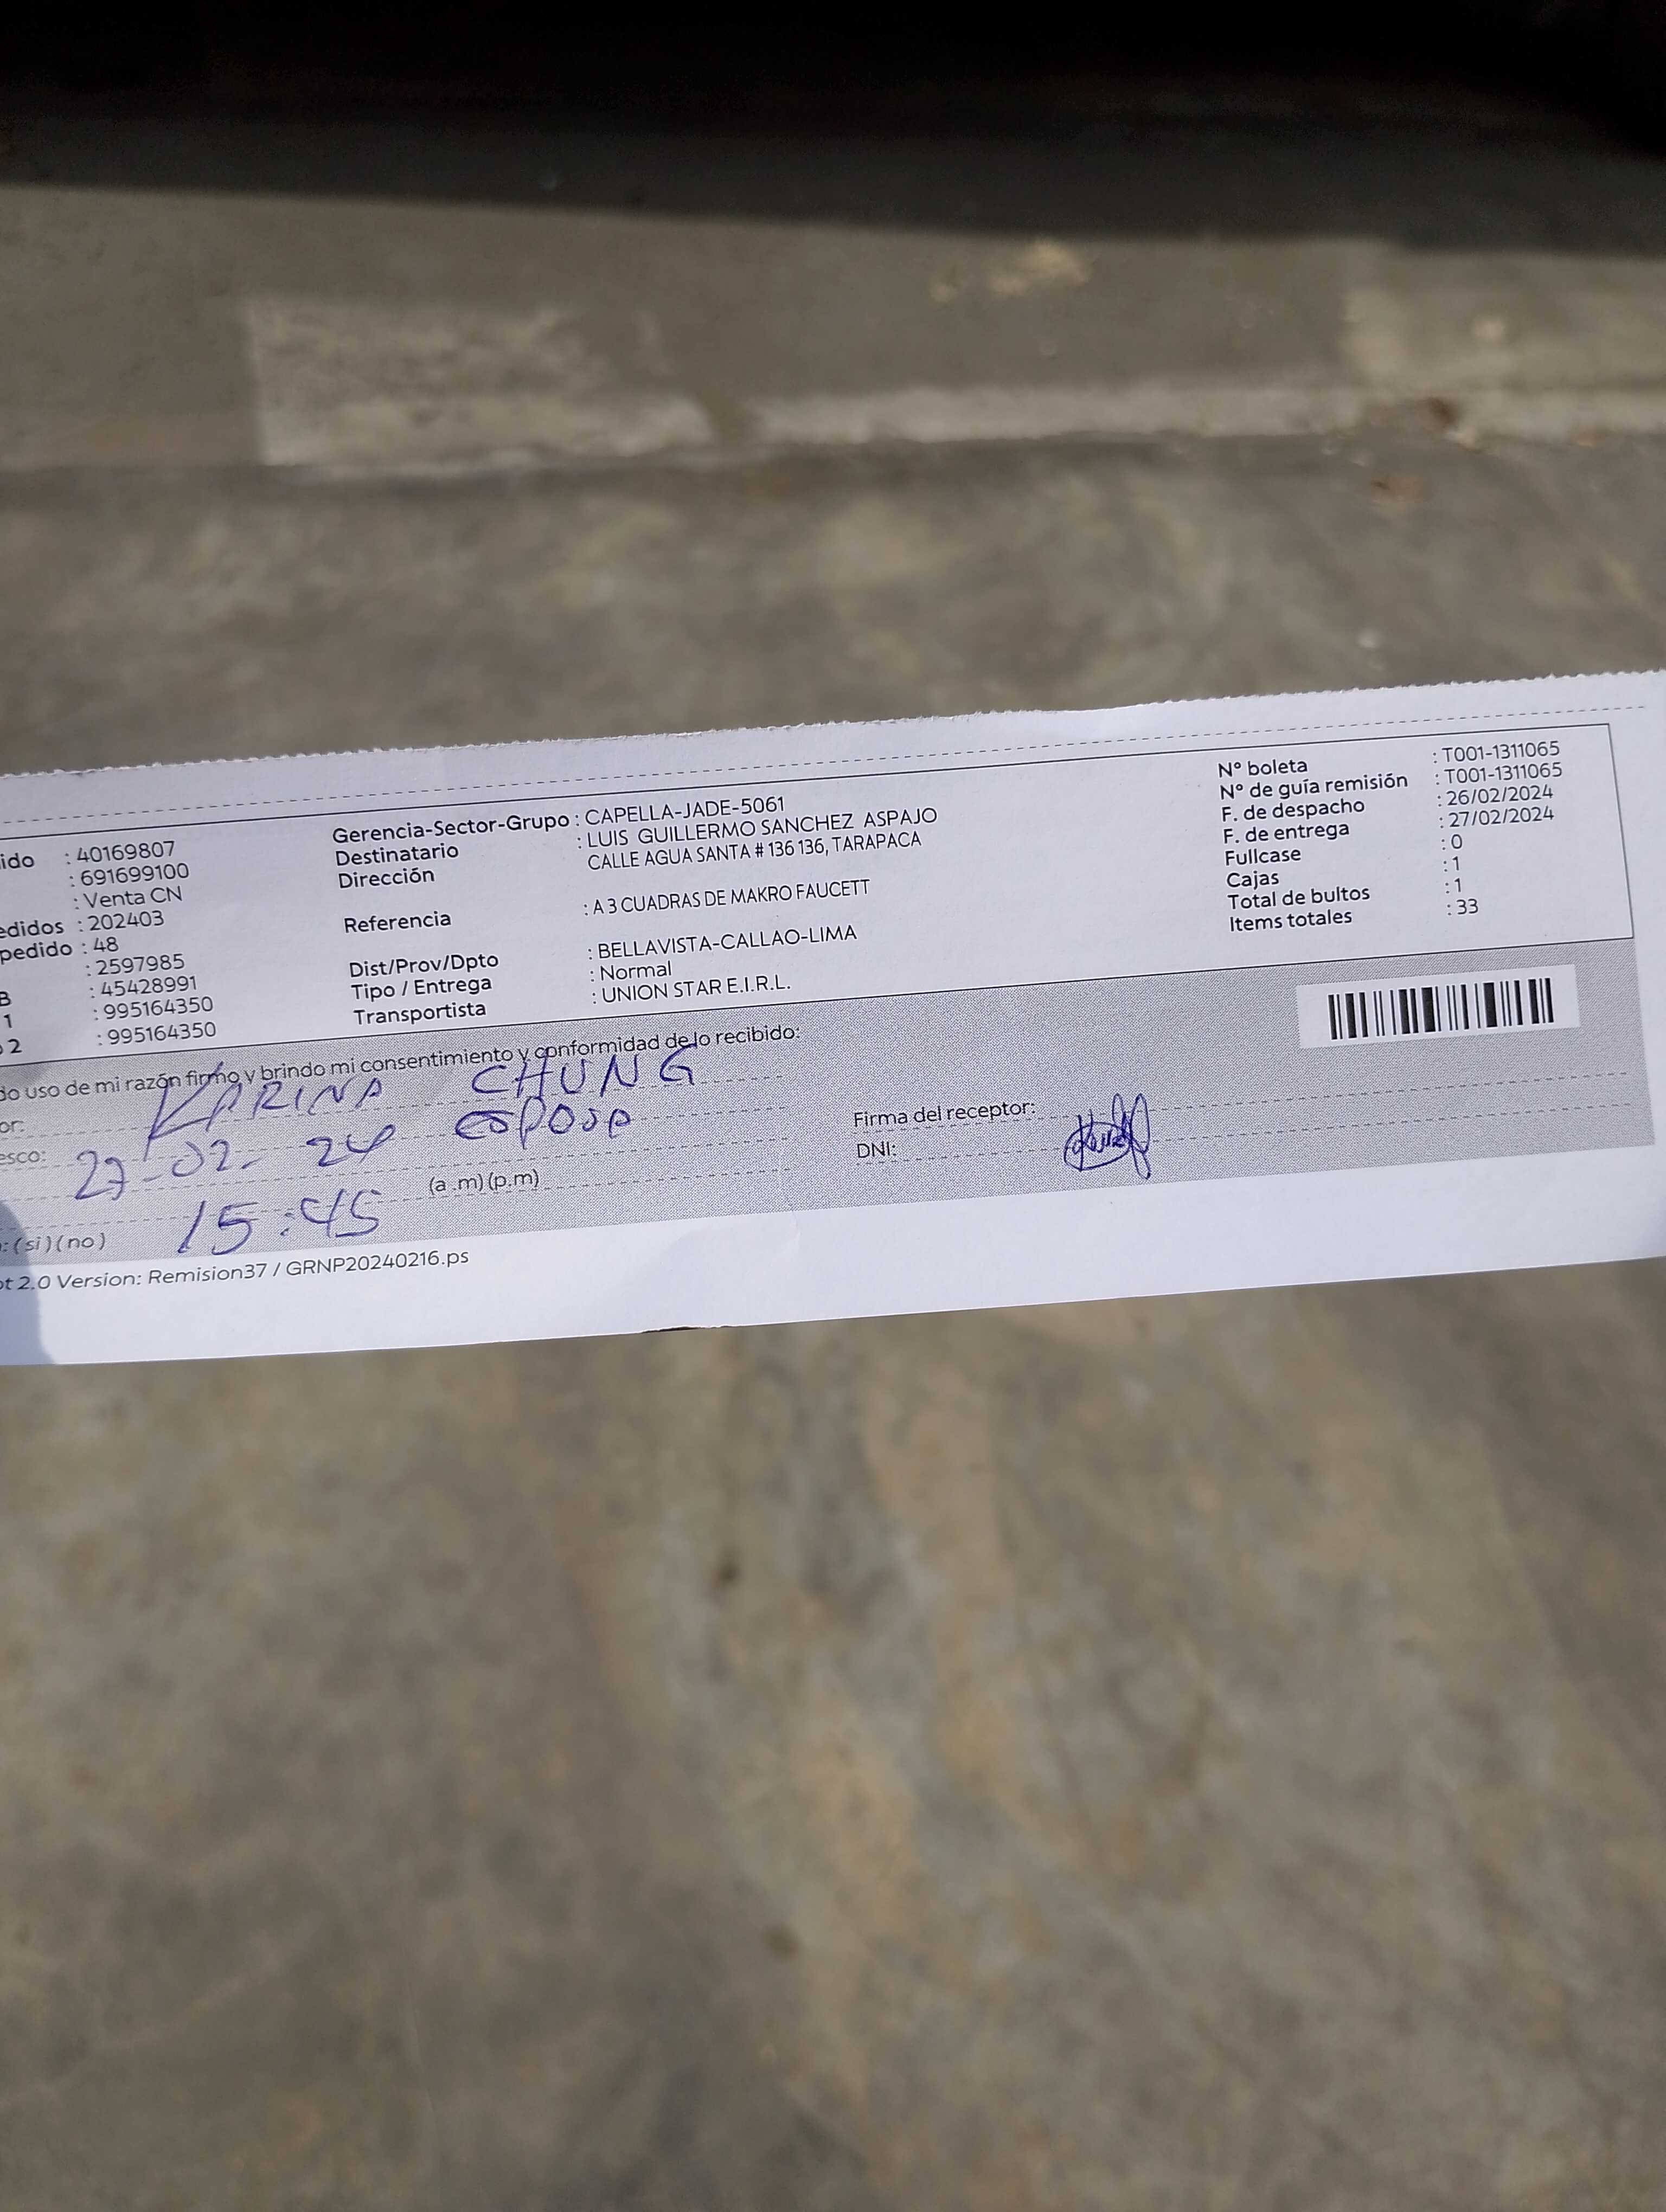 ido : 40169807
: 691699100
: Venta CN
edidos : 202403
pedido : 48
: 2597985
B : 45428991
1 : 995164350
o 2 : 995164350
Gerencia-Sector-Grupo : CAPELLA-JADE-5061
Destinatario : LUIS GUILLERMO SANCHEZ ASPAJO
Dirección CALLE AGUA SANTA # 136 136, TARAPACA
Referencia : A 3 CUADRAS DE MAKRO FAUCETT
Dist/Prov/Dpto : BELLAVISTA-CALLAO-LIMA
Tipo / Entrega : Normal
Transportista : UNION STAR E.I.R.L.
N° boleta : T001-1311065
N° de guía remisión : T001-1311065
F. de despacho : 26/02/2024
F. de entrega : 27/02/2024
Fullcase : 0
Cajas : 1
Total de bultos : 1
Items totales : 33
do uso de mi razón firmo y brindo mi consentimiento y conformidad de lo recibido:
or: KARINA CHUNG
esco: esposa
27-02-24
15:45 (a .m) (p.m)
: (si) (no)
Firma del receptor:
DNI:
ot 2.0 Version: Remision37 / GRNP20240216.ps